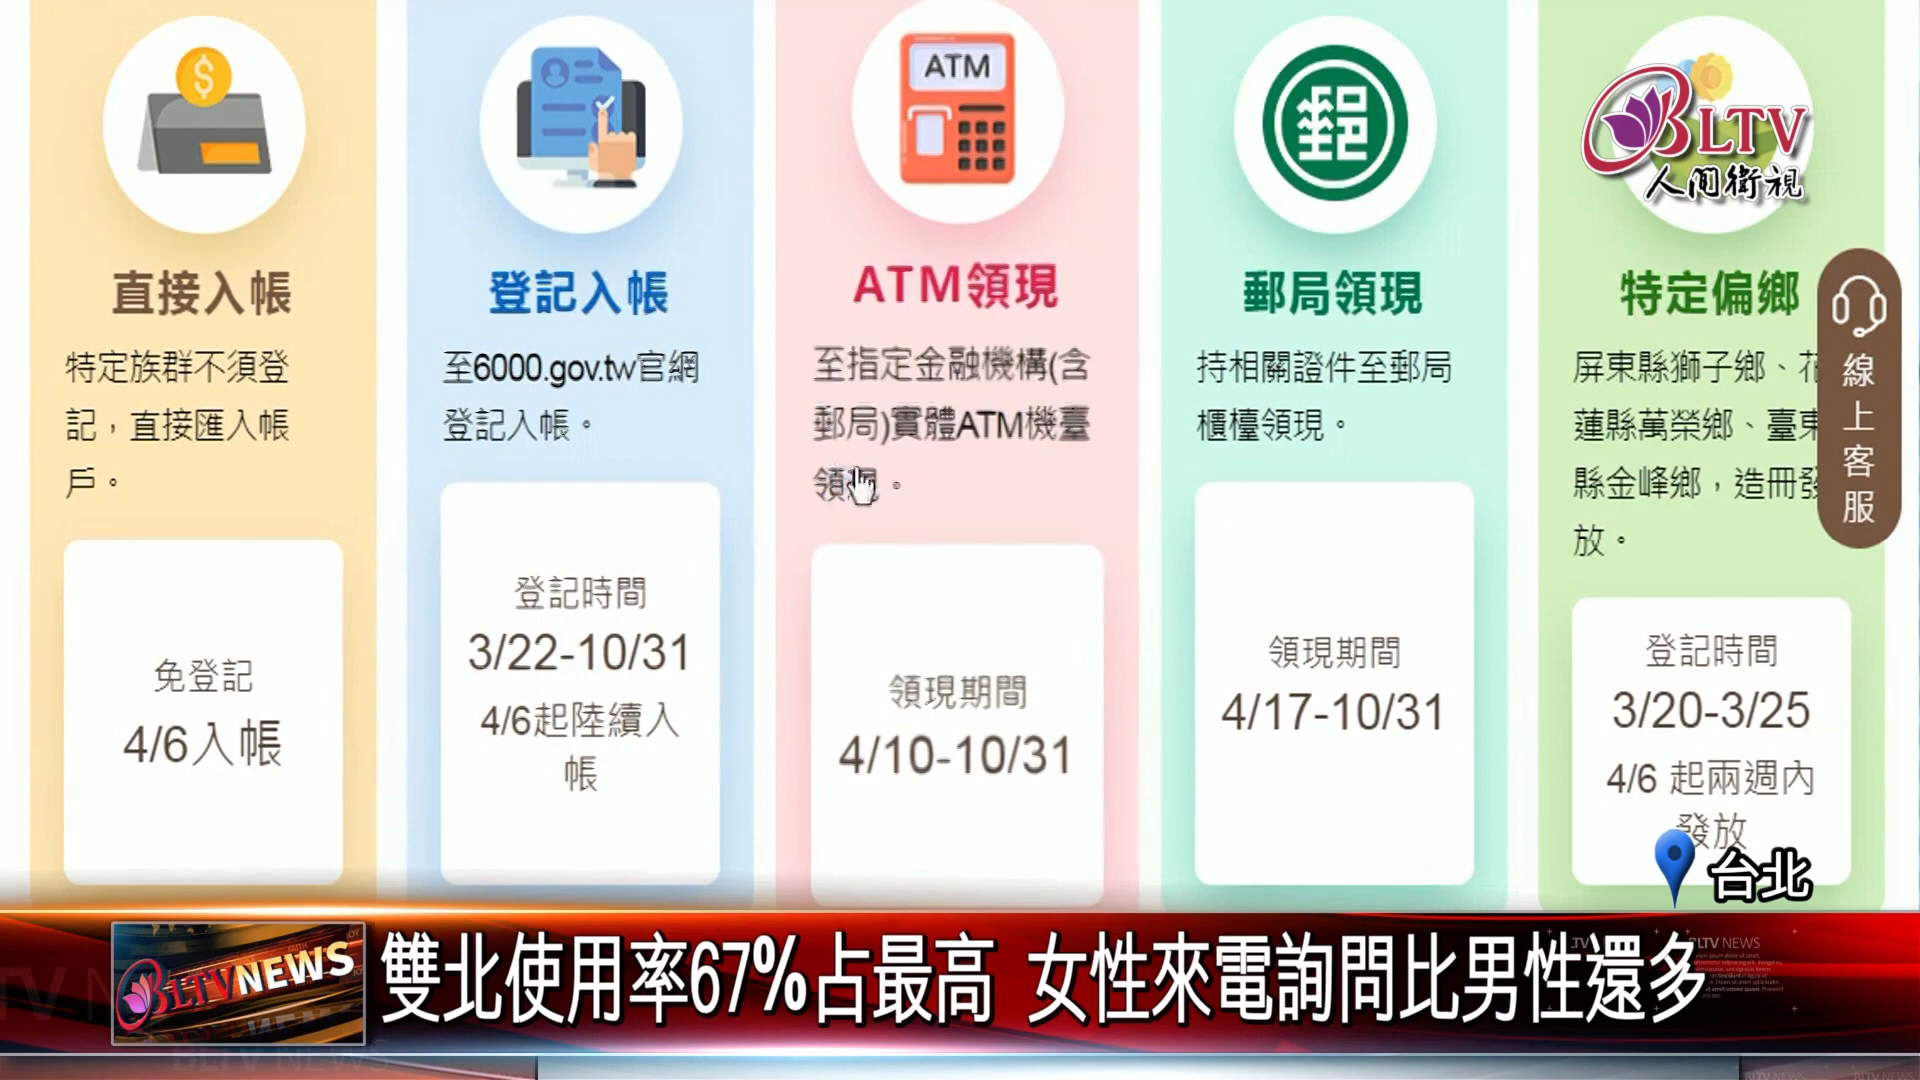 直接入帳
特定族群不須登
記，直接匯入帳
戶。
免登記
4/6入帳
登記入帳
至6000.gov.tw官網
登記入帳。
登記時間
3/22-10/31
4/6起陸續入
帳
ATM
ATM領現
至指定金融機構(含
郵局)實體ATM機臺
領現。
領現期間
4/10-10/31
郵
郵局領現
持相關證件至郵局
櫃檯領現。
領現期間
4/17-10/31
BLTV
人間衛視
特定偏鄉
屏東縣獅子鄉、花
蓮縣萬榮鄉、臺東
縣金峰鄉，造冊發
放。
登記時間
3/20-3/25
4/6 起兩週內
發放
線上客服
台北
BLTVNEWS
雙北使用率67%占最高 女性來電詢問比男性還多
BLTV NEWS